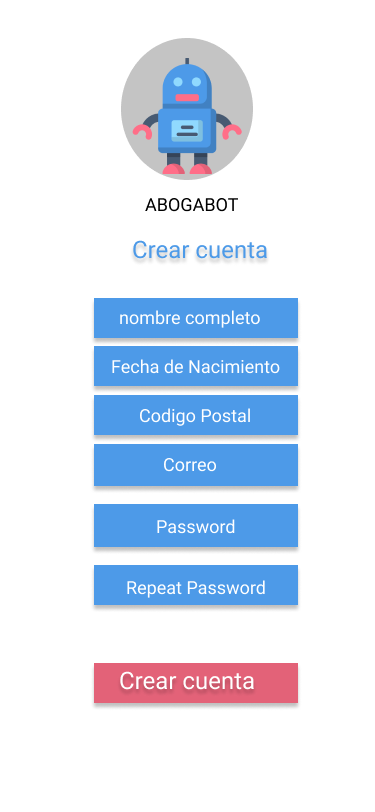 ABOGABOT
Crear cuenta
nombre completo
Fecha de Nacimiento
Codigo Postal
Correo
Password
Repeat Password
Crear cuenta